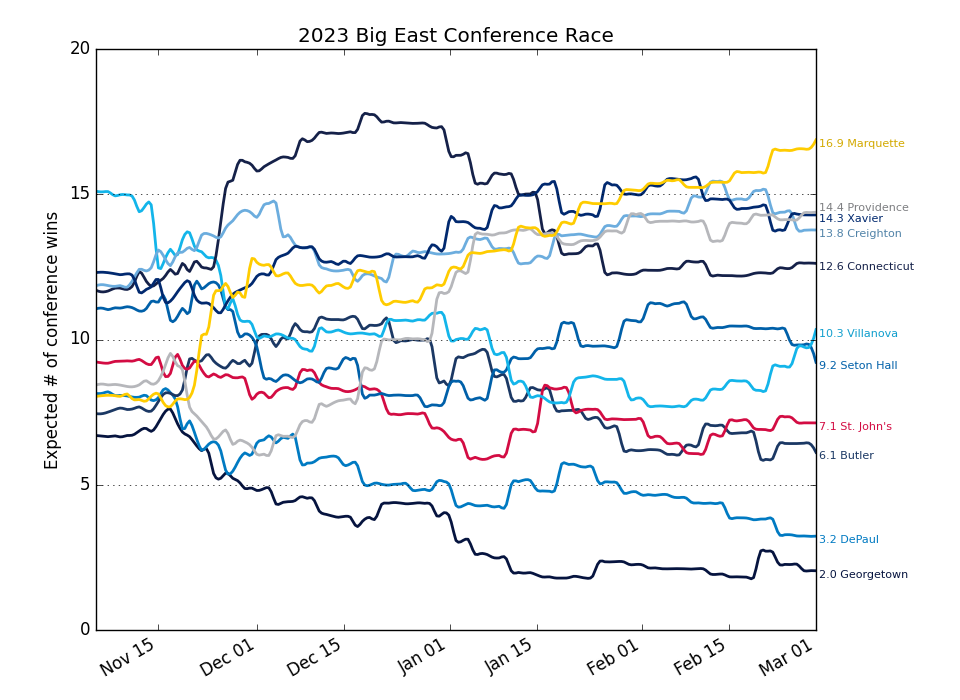 2023 Big East Conference Race
Expected # of conference wins
20
15
10
5
0
Nov 15
Dec 01
Dec 15
Jan 01
Jan 15
Feb 01
Feb 15
Mar 01
16.9 Marquette
14.4 Providence
14.3 Xavier
13.8 Creighton
12.6 Connecticut
10.3 Villanova
9.2 Seton Hall
7.1 St. John's
6.1 Butler
3.2 DePaul
2.0 Georgetown